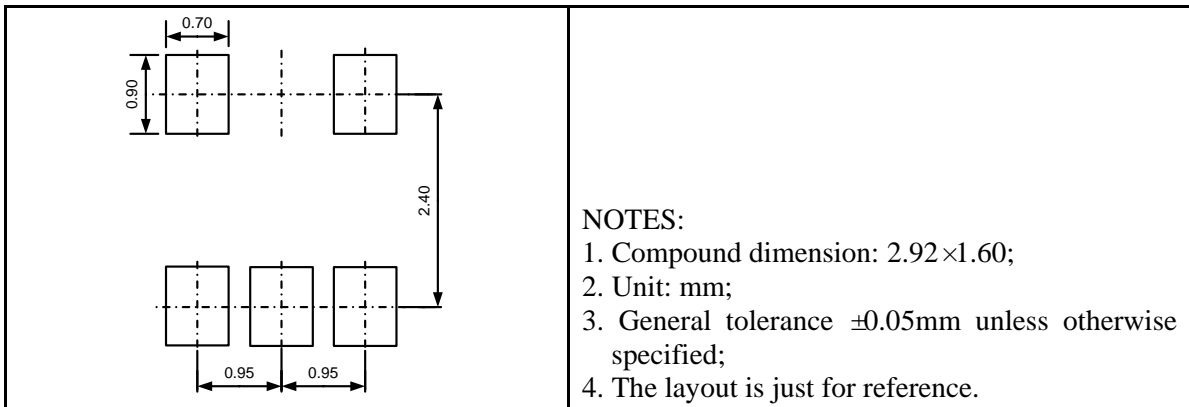 0.70
0.90
2.40
0.95 0.95
NOTES:
1. Compound dimension: 2.92×1.60;
2. Unit: mm;
3. General tolerance ±0.05mm unless otherwise
specified;
4. The layout is just for reference.